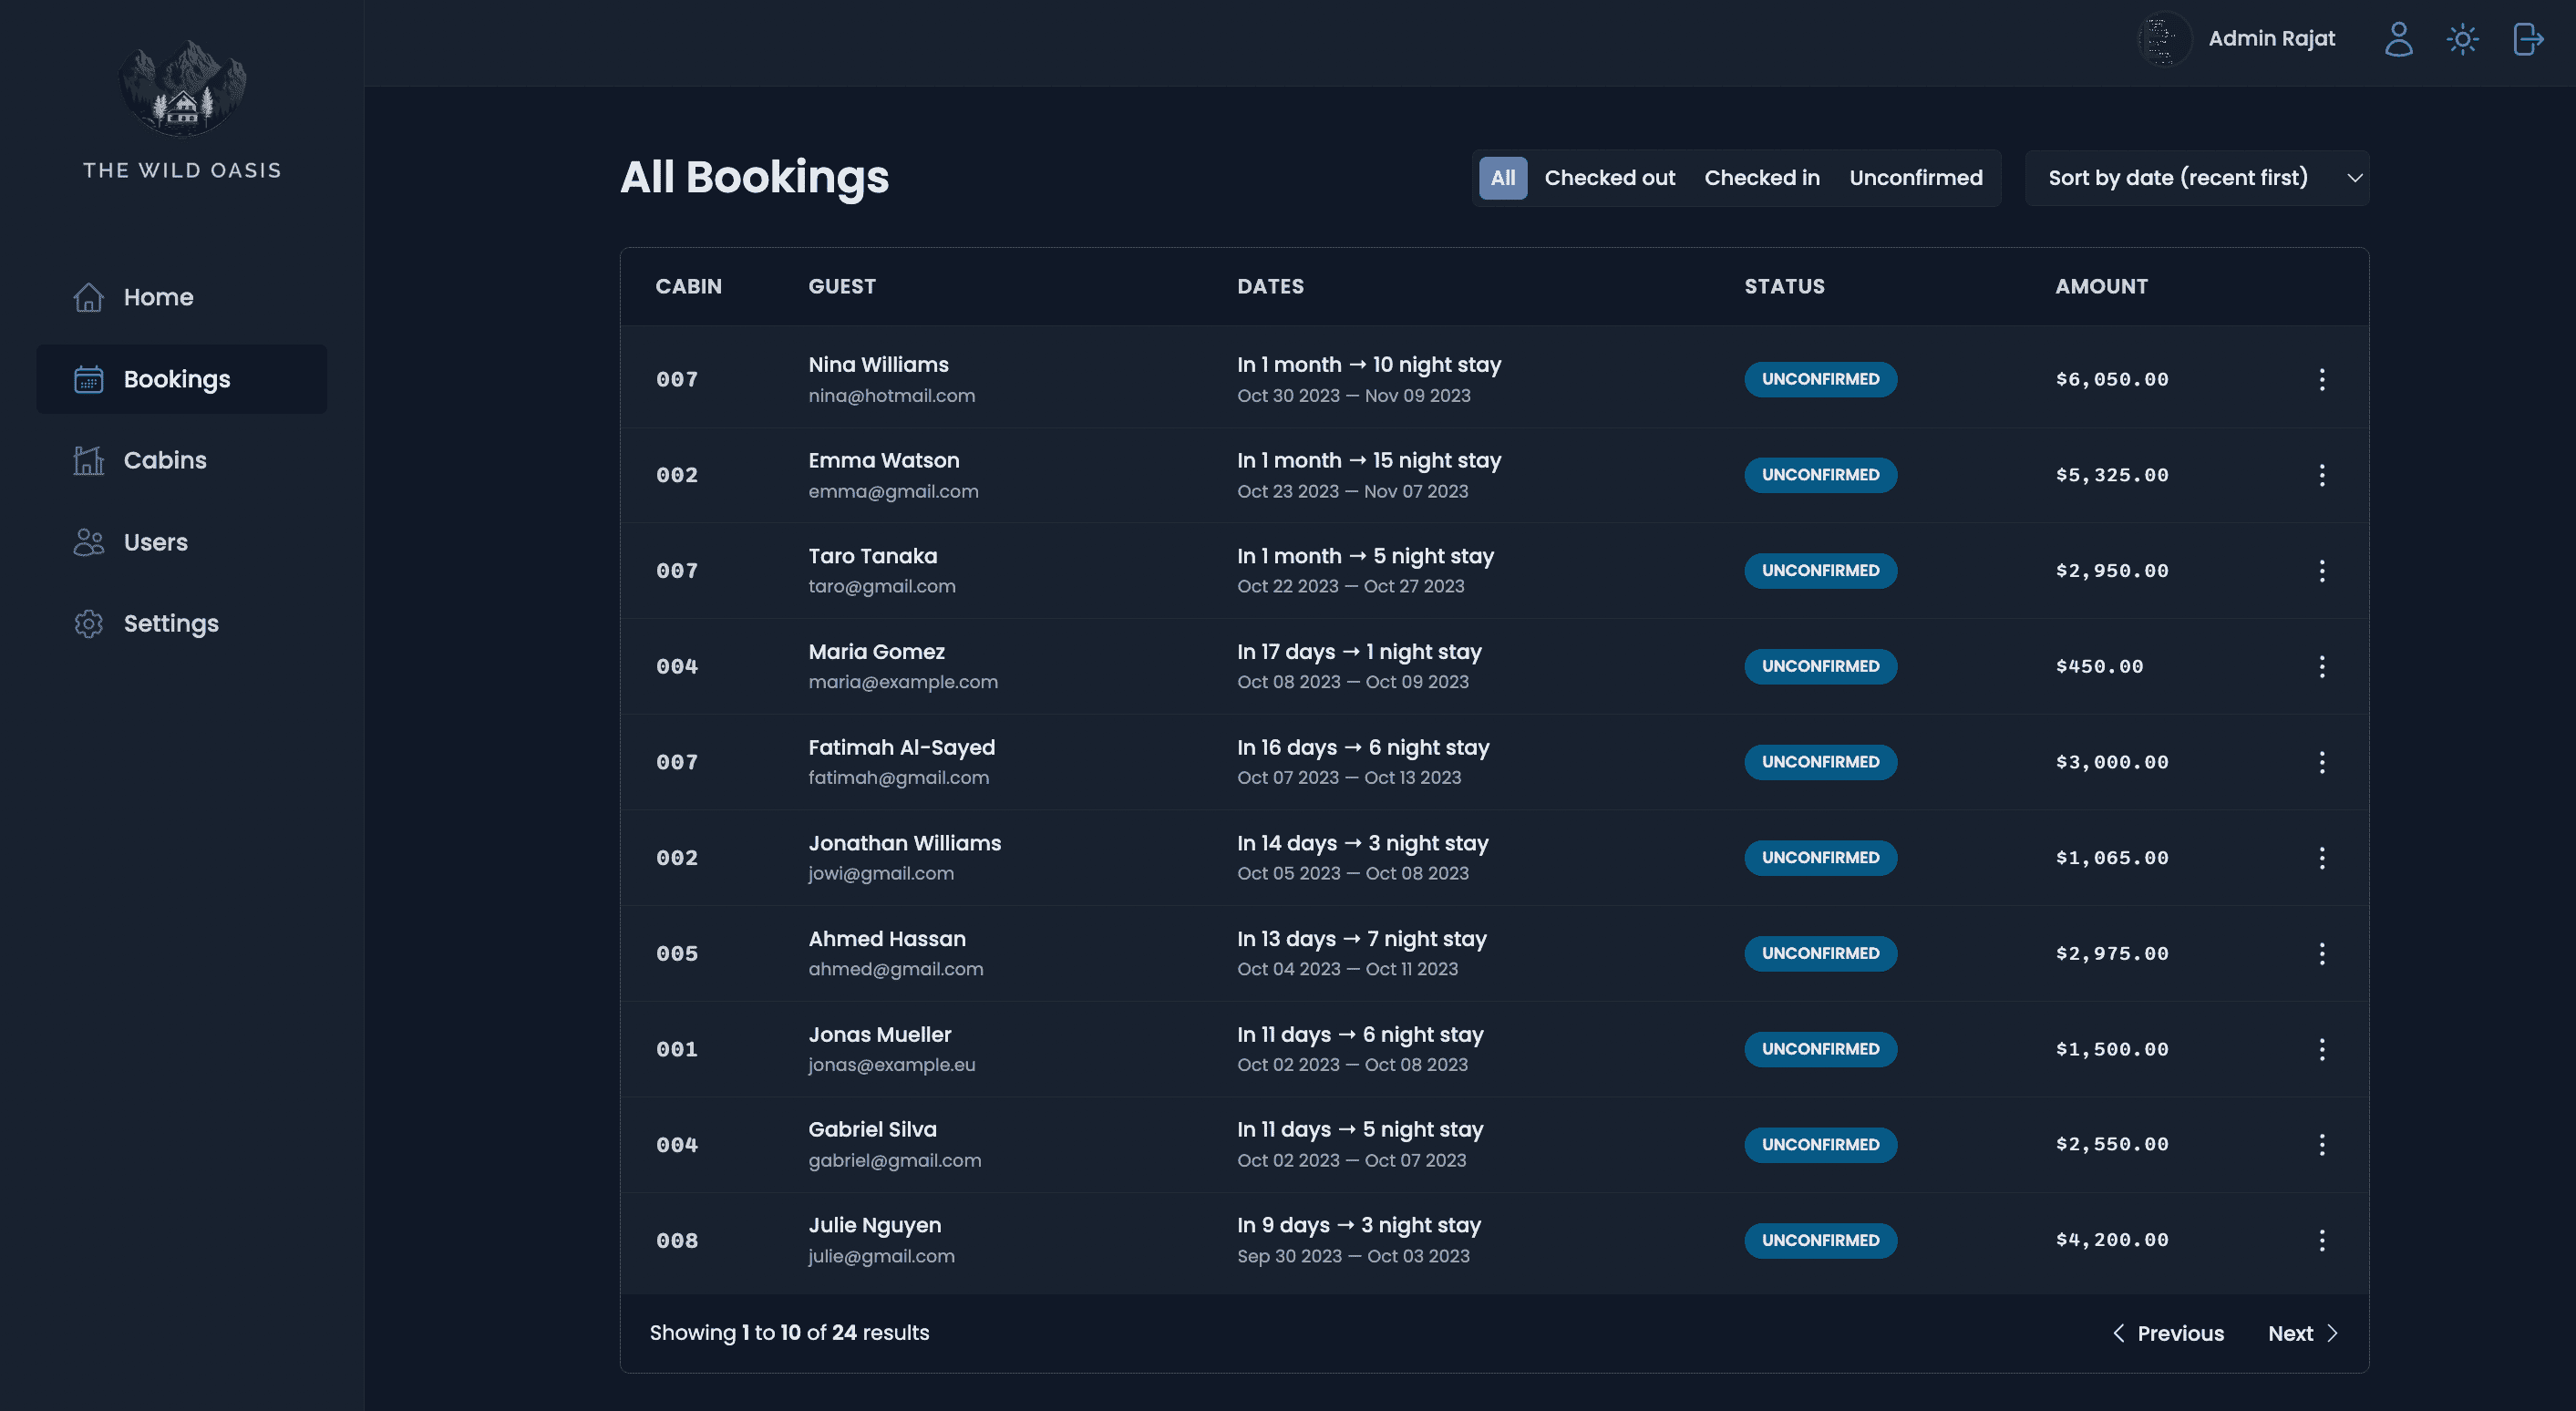 THE WILD OASIS
Home
Bookings
Cabins
Users
Settings
Admin Rajat
All Bookings
All Checked out Checked in Unconfirmed Sort by date (recent first)
CABIN GUEST DATES STATUS AMOUNT
007 Nina Williams In 1 month → 10 night stay UNCONFIRMED $6,050.00
nina@hotmail.com Oct 30 2023 — Nov 09 2023
002 Emma Watson In 1 month → 15 night stay UNCONFIRMED $5,325.00
emma@gmail.com Oct 23 2023 — Nov 07 2023
007 Taro Tanaka In 1 month → 5 night stay UNCONFIRMED $2,950.00
taro@gmail.com Oct 22 2023 — Oct 27 2023
004 Maria Gomez In 17 days → 1 night stay UNCONFIRMED $450.00
maria@example.com Oct 08 2023 — Oct 09 2023
007 Fatimah Al-Sayed In 16 days → 6 night stay UNCONFIRMED $3,000.00
fatimah@gmail.com Oct 07 2023 — Oct 13 2023
002 Jonathan Williams In 14 days → 3 night stay UNCONFIRMED $1,065.00
jowi@gmail.com Oct 05 2023 — Oct 08 2023
005 Ahmed Hassan In 13 days → 7 night stay UNCONFIRMED $2,975.00
ahmed@gmail.com Oct 04 2023 — Oct 11 2023
001 Jonas Mueller In 11 days → 6 night stay UNCONFIRMED $1,500.00
jonas@example.eu Oct 02 2023 — Oct 08 2023
004 Gabriel Silva In 11 days → 5 night stay UNCONFIRMED $2,550.00
gabriel@gmail.com Oct 02 2023 — Oct 07 2023
008 Julie Nguyen In 9 days → 3 night stay UNCONFIRMED $4,200.00
julie@gmail.com Sep 30 2023 — Oct 03 2023
Showing 1 to 10 of 24 results Previous Next